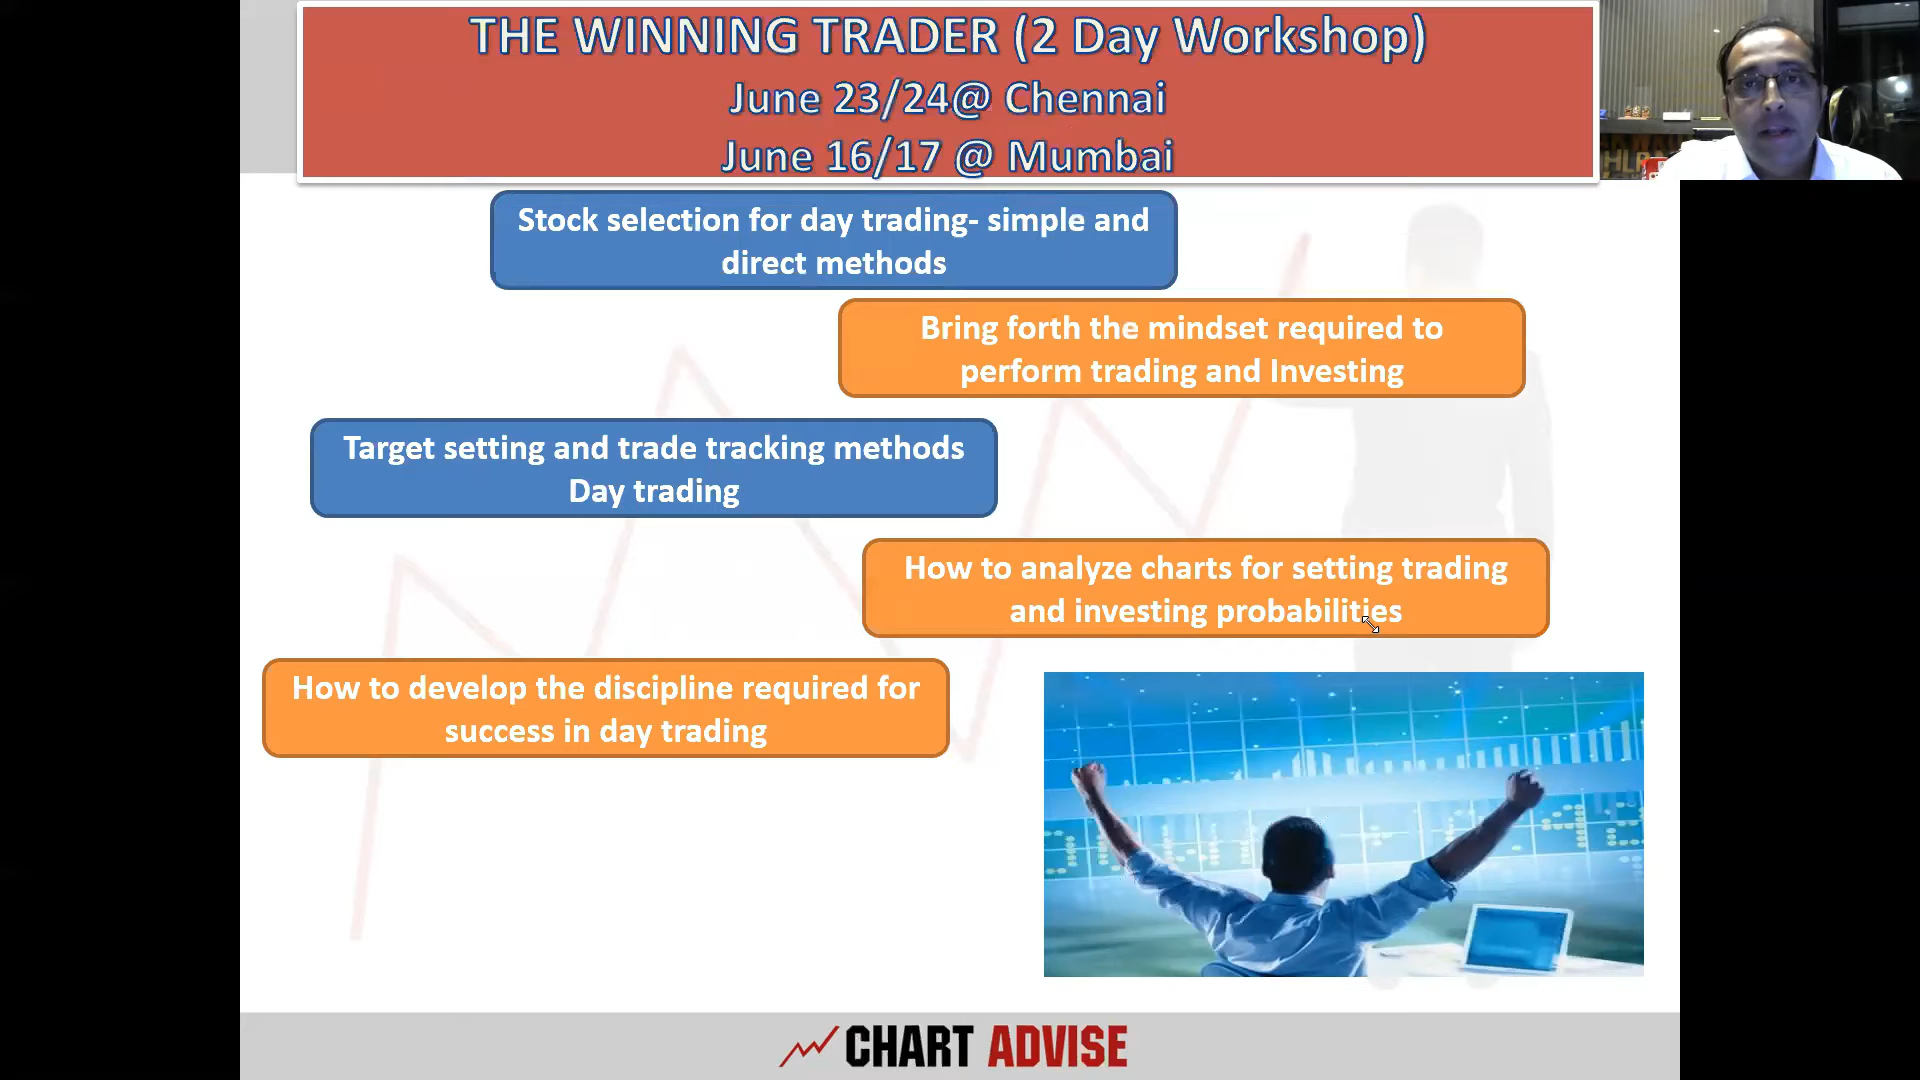 THE WINNING TRADER (2 Day Workshop)
June 23/24@ Chennai
June 16/17 @ Mumbai
Stock selection for day trading- simple and
direct methods
Bring forth the mindset required to
perform trading and Investing
Target setting and trade tracking methods
Day trading
How to analyze charts for setting trading
and investing probabilities
How to develop the discipline required for
success in day trading
CHART ADVISE